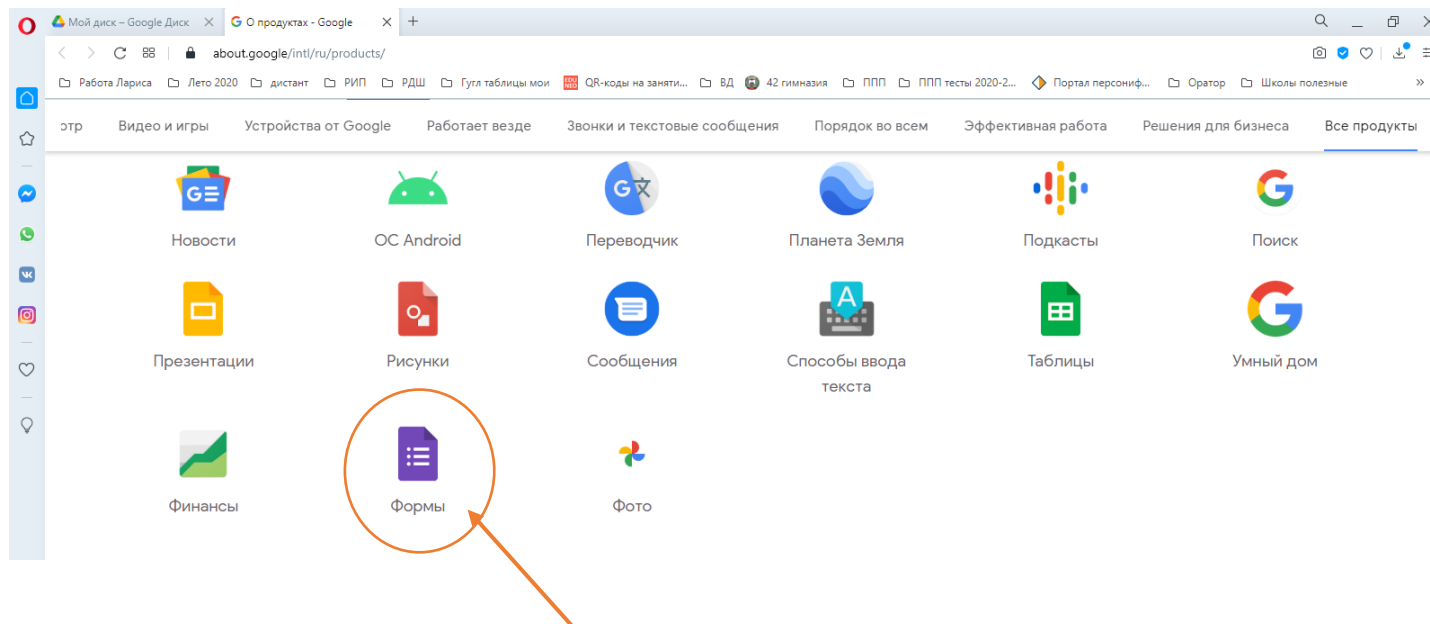 Мой диск – Google Диск
О продуктах - Google
about.google/intl/ru/products/
Работа Лариса Лето 2020 дистант РИП РДШ Гугл таблицы мои EDU NEO QR-коды на заняти... ВД 42 гимназия ППП ППП тесты 2020-2... Портал персониф... Оратор Школы полезные »
отр Видео и игры Устройства от Google Работает везде Звонки и текстовые сообщения Порядок во всем Эффективная работа Решения для бизнеса Все продукты
Новости ОС Android Переводчик Планета Земля Подкасты Поиск
Презентации Рисунки Сообщения Способы ввода текста Таблицы Умный дом
Финансы Формы Фото